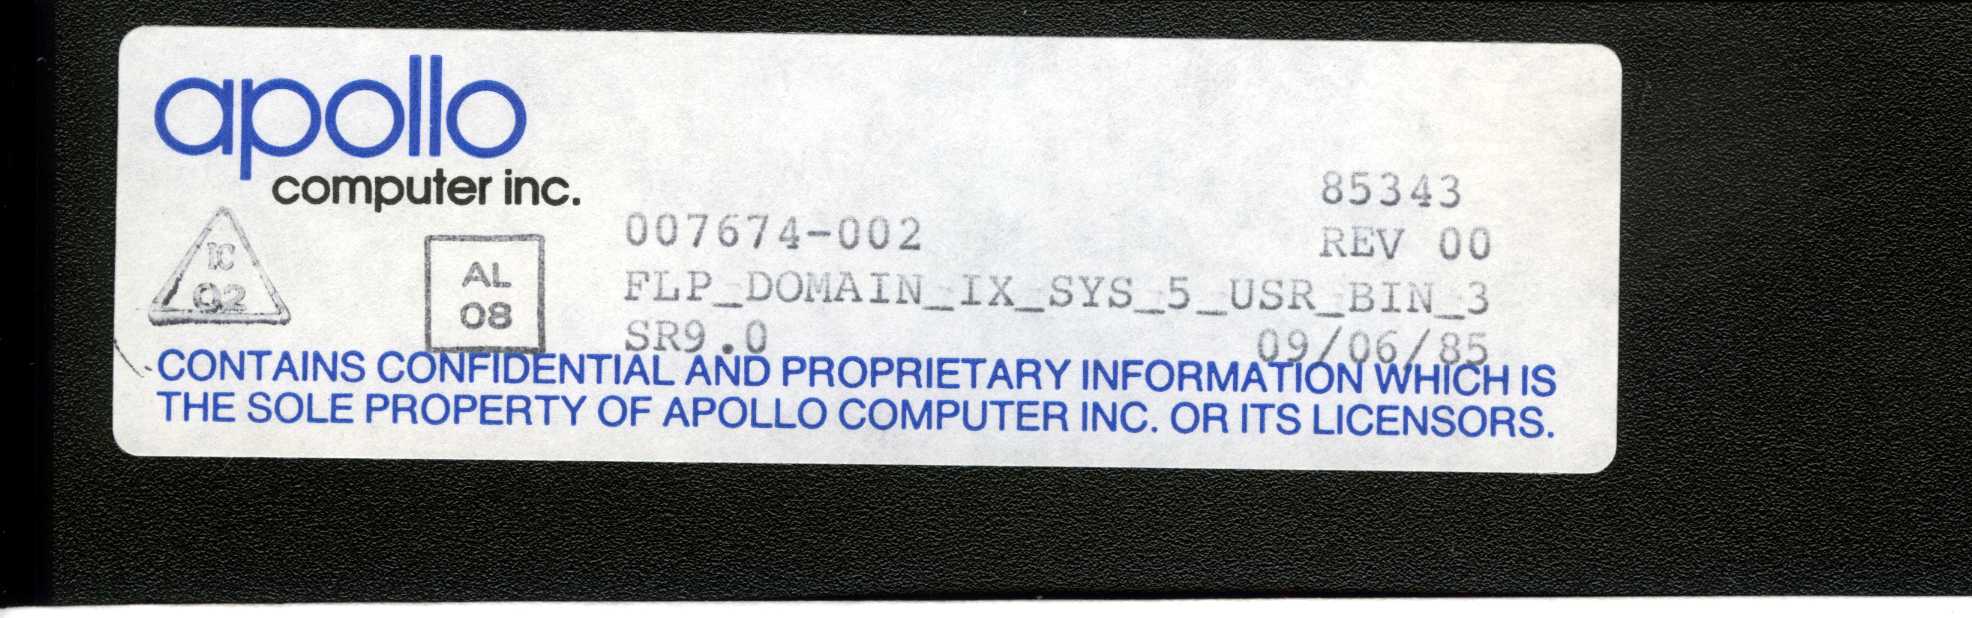 apollo
computer inc.
85343
007674-002 REV 00
IC
02
AL
08
FLP_DOMAIN_IX_SYS_5_USR_BIN_3
SR9.0 09/06/85
CONTAINS CONFIDENTIAL AND PROPRIETARY INFORMATION WHICH IS
THE SOLE PROPERTY OF APOLLO COMPUTER INC. OR ITS LICENSORS.